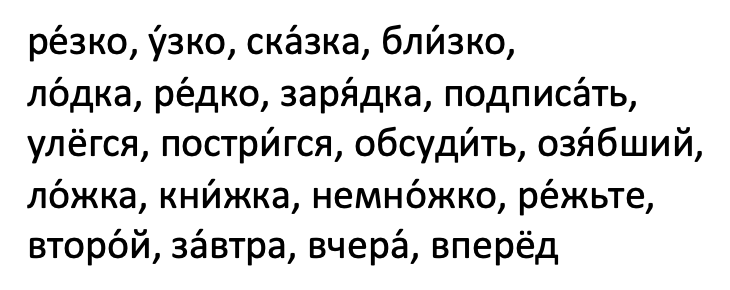 ре́зко, у́зко, ска́зка, бли́зко,
ло́дка, ре́дко, заря́дка, подписа́ть,
улёгся, постри́гся, обсуди́ть, озя́бший,
ло́жка, кни́жка, немно́жко, ре́жьте,
второ́й, за́втра, вчера́, вперёд